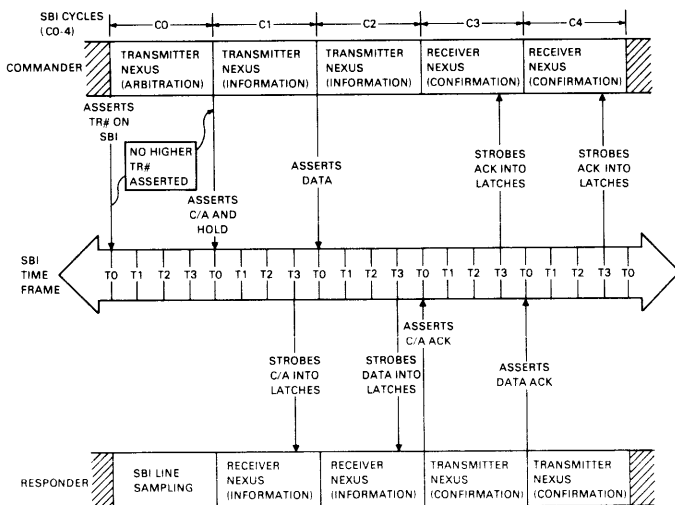 SBI CYCLES
(C0-4)
C0 C1 C2 C3 C4
COMMANDER
TRANSMITTER
NEXUS
(ARBITRATION)
TRANSMITTER
NEXUS
(INFORMATION)
TRANSMITTER
NEXUS
(INFORMATION)
RECEIVER
NEXUS
(CONFIRMATION)
RECEIVER
NEXUS
(CONFIRMATION)
ASSERTS
TR# ON
SBI
NO HIGHER
TR#
ASSERTED
ASSERTS
C/A AND
HOLD
ASSERTS
DATA
STROBES
ACK INTO
LATCHES
STROBES
ACK INTO
LATCHES
SBI
TIME
FRAME
T0 T1 T2 T3 T0 T1 T2 T3 T0 T1 T2 T3 T0 T1 T2 T3 T0 T1 T2 T3 T0
STROBES
C/A INTO
LATCHES
STROBES
DATA INTO
LATCHES
ASSERTS
C/A ACK
ASSERTS
DATA ACK
RESPONDER
SBI LINE
SAMPLING
RECEIVER
NEXUS
(INFORMATION)
RECEIVER
NEXUS
(INFORMATION)
TRANSMITTER
NEXUS
(CONFIRMATION)
TRANSMITTER
NEXUS
(CONFIRMATION)